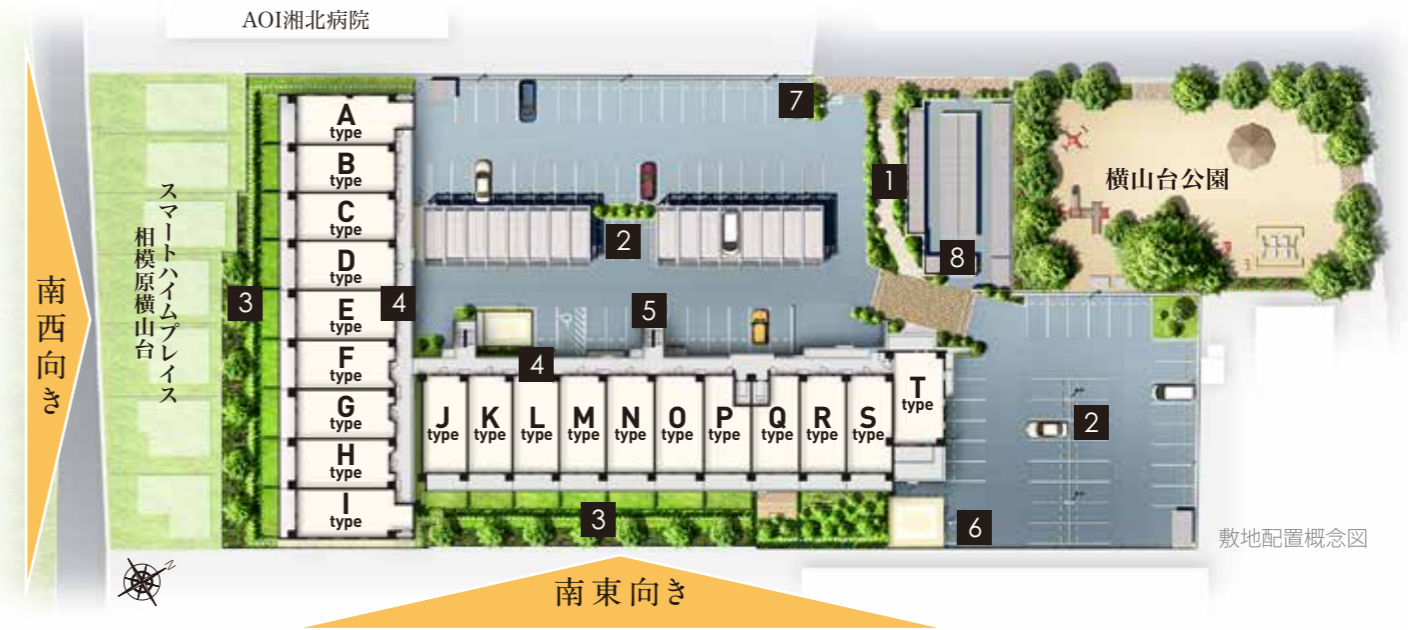 AOI湘北病院
7
A
type
B
type
1
横山台公園
スマートハイムプレイス
相模原横山台
C
type
2
D
type
8
南西向き
3
E
type
4
5
F
type
4
G
type
J
type
K
type
L
type
M
type
N
type
O
type
P
type
Q
type
R
type
S
type
T
type
2
H
type
I
type
3
6
敷地配置概念図
N
南東向き